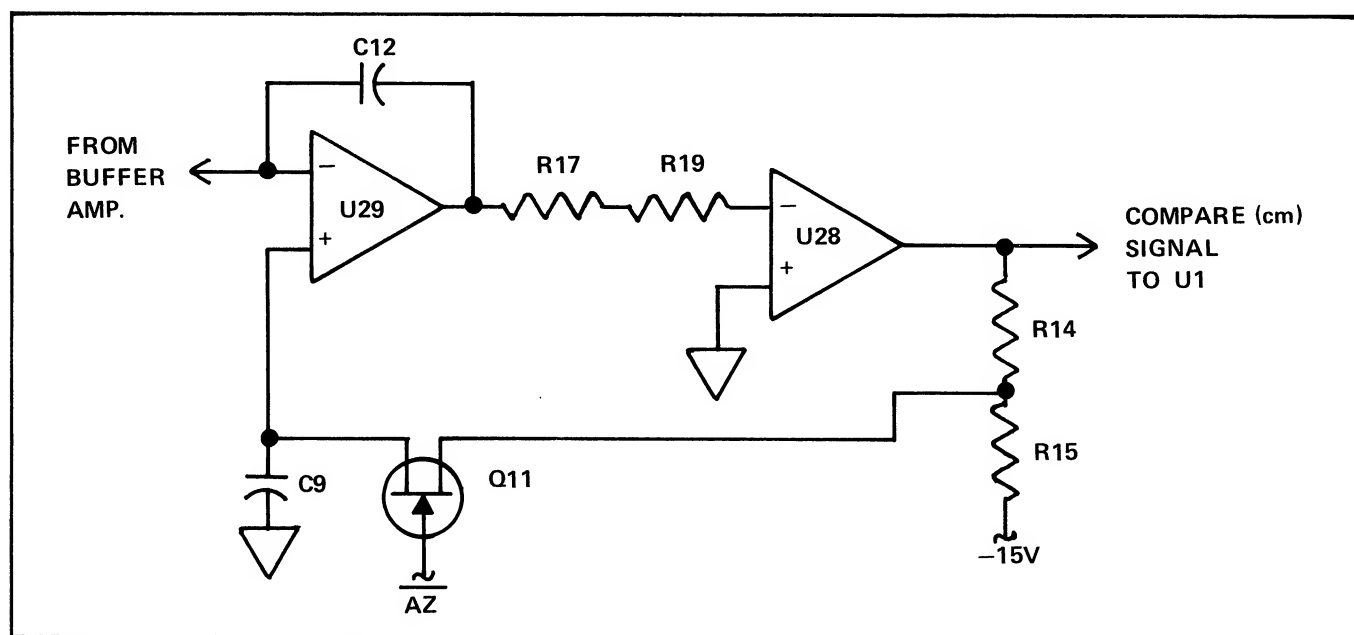 C12
FROM
BUFFER
AMP.
−
U29
+
R17
R19
−
U28
+
COMPARE (cm)
SIGNAL
TO U1
R14
R15
−15V
C9
Q11
AZ